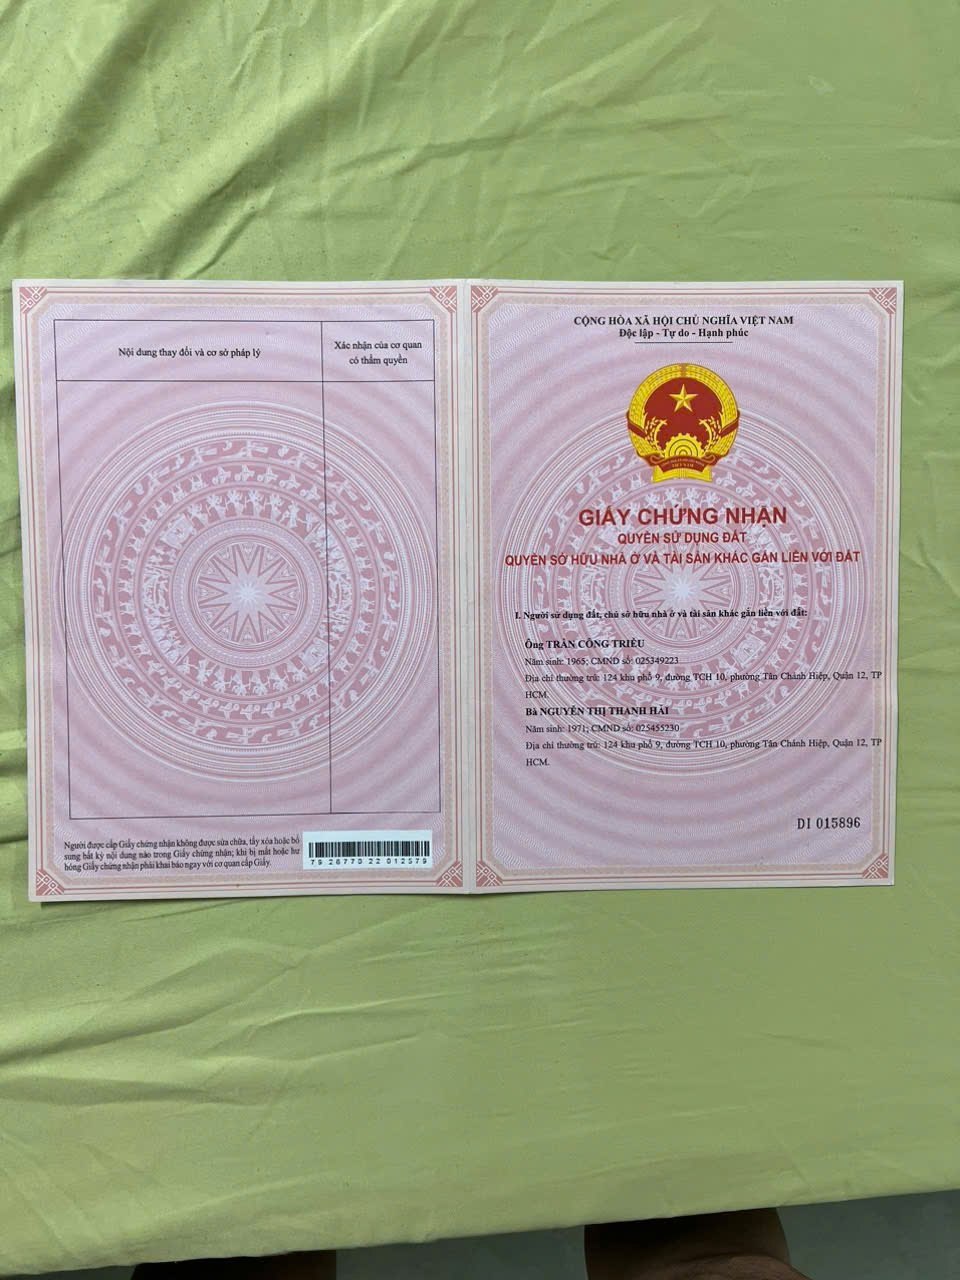 Nội dung thay đổi và cơ sở pháp lý
Xác nhận của cơ quan
có thẩm quyền
Người được cấp Giấy chứng nhận không được sửa chữa, tẩy xóa hoặc bổ
sung bất kỳ nội dung nào trong Giấy chứng nhận; khi bị mất hoặc hư
hỏng Giấy chứng nhận phải khai báo ngay với cơ quan cấp Giấy.
79 26773 22 012579
CỘNG HÒA XÃ HỘI CHỦ NGHĨA VIỆT NAM
Độc lập - Tự do - Hạnh phúc
VIỆT NAM
GIẤY CHỨNG NHẬN
QUYỀN SỬ DỤNG ĐẤT
QUYỀN SỞ HỮU NHÀ Ở VÀ TÀI SẢN KHÁC GẮN LIỀN VỚI ĐẤT
I. Người sử dụng đất, chủ sở hữu nhà ở và tài sản khác gắn liền với đất:
Ông TRẦN CÔNG TRIỀU
Năm sinh: 1965; CMND số: 025349223
Địa chỉ thường trú: 124 khu phố 9, đường TCH 10, phường Tân Chánh Hiệp, Quận 12, TP
HCM.
Bà NGUYỄN THỊ THANH HẢI
Năm sinh: 1971; CMND số: 025455230
Địa chỉ thường trú: 124 khu phố 9, đường TCH 10, phường Tân Chánh Hiệp, Quận 12, TP
HCM.
DI 015896